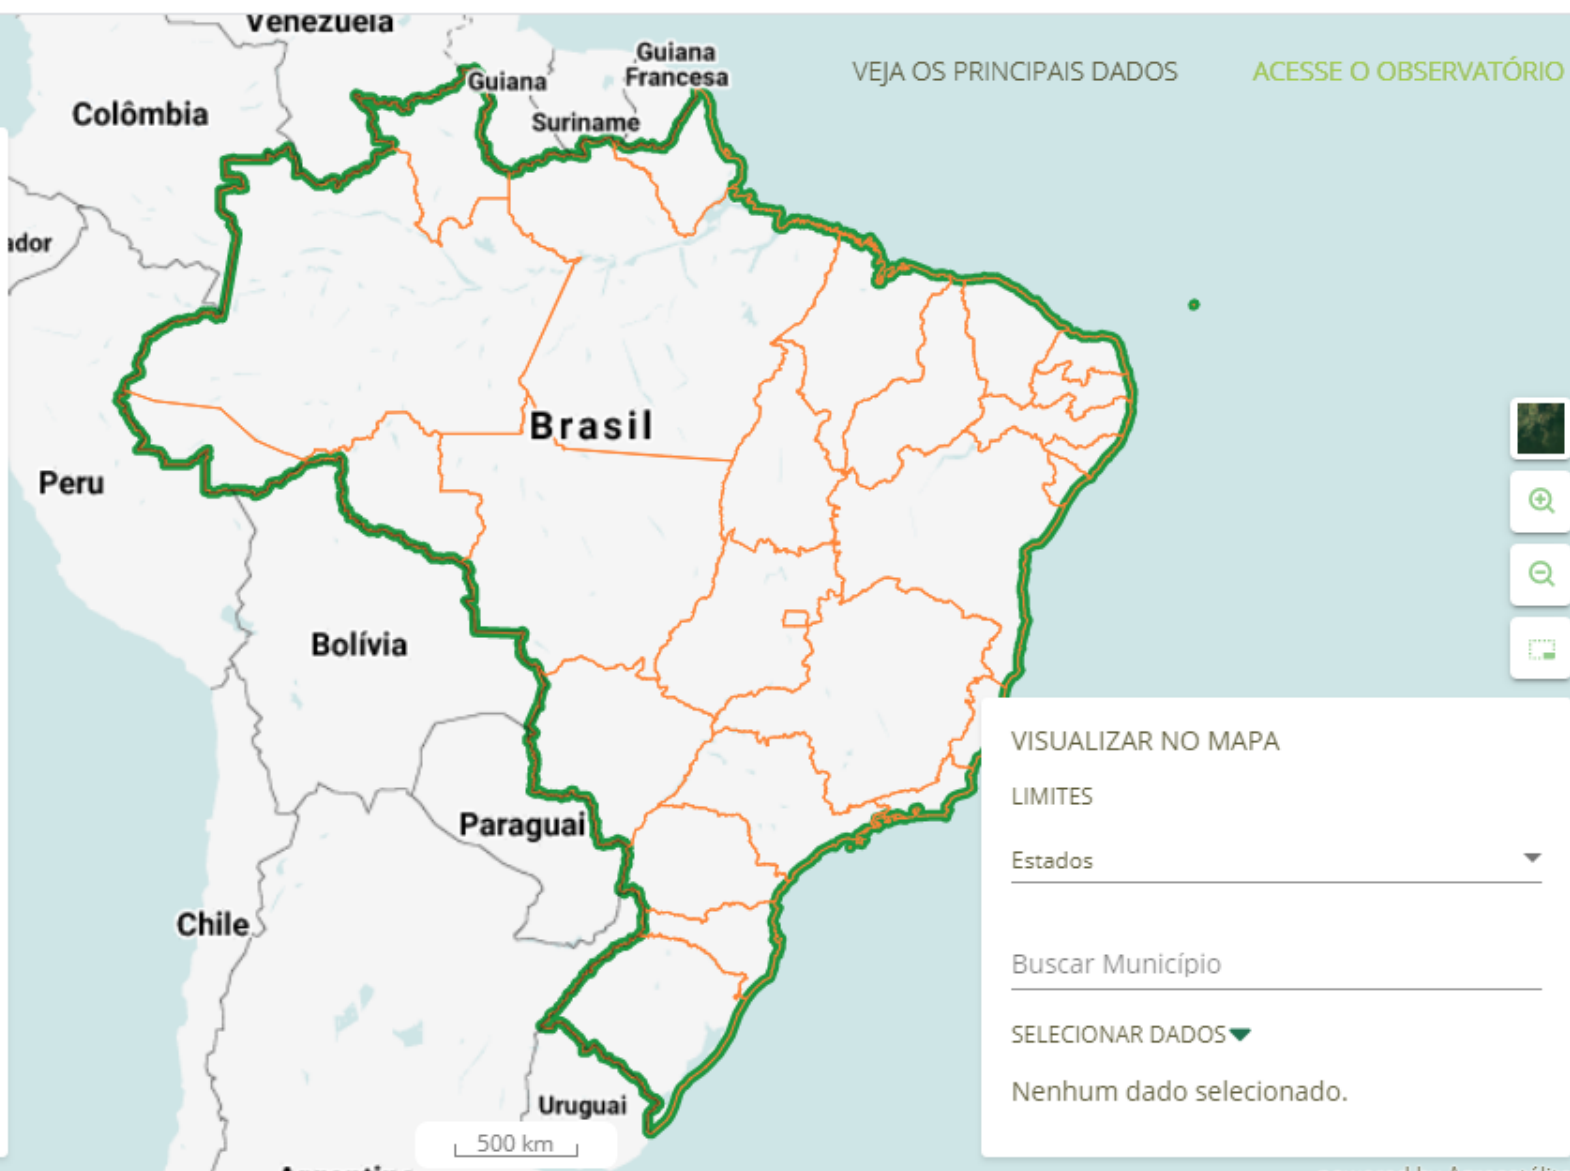 Venezuela
Guiana
Guiana
Francesa
Suriname
Colômbia
VEJA OS PRINCIPAIS DADOS
ACESSE O OBSERVATÓRIO
ador
Brasil
Peru
Bolívia
Paraguai
Chile
Uruguai
500 km
VISUALIZAR NO MAPA
LIMITES
Estados
Buscar Município
SELECIONAR DADOS
Nenhum dado selecionado.